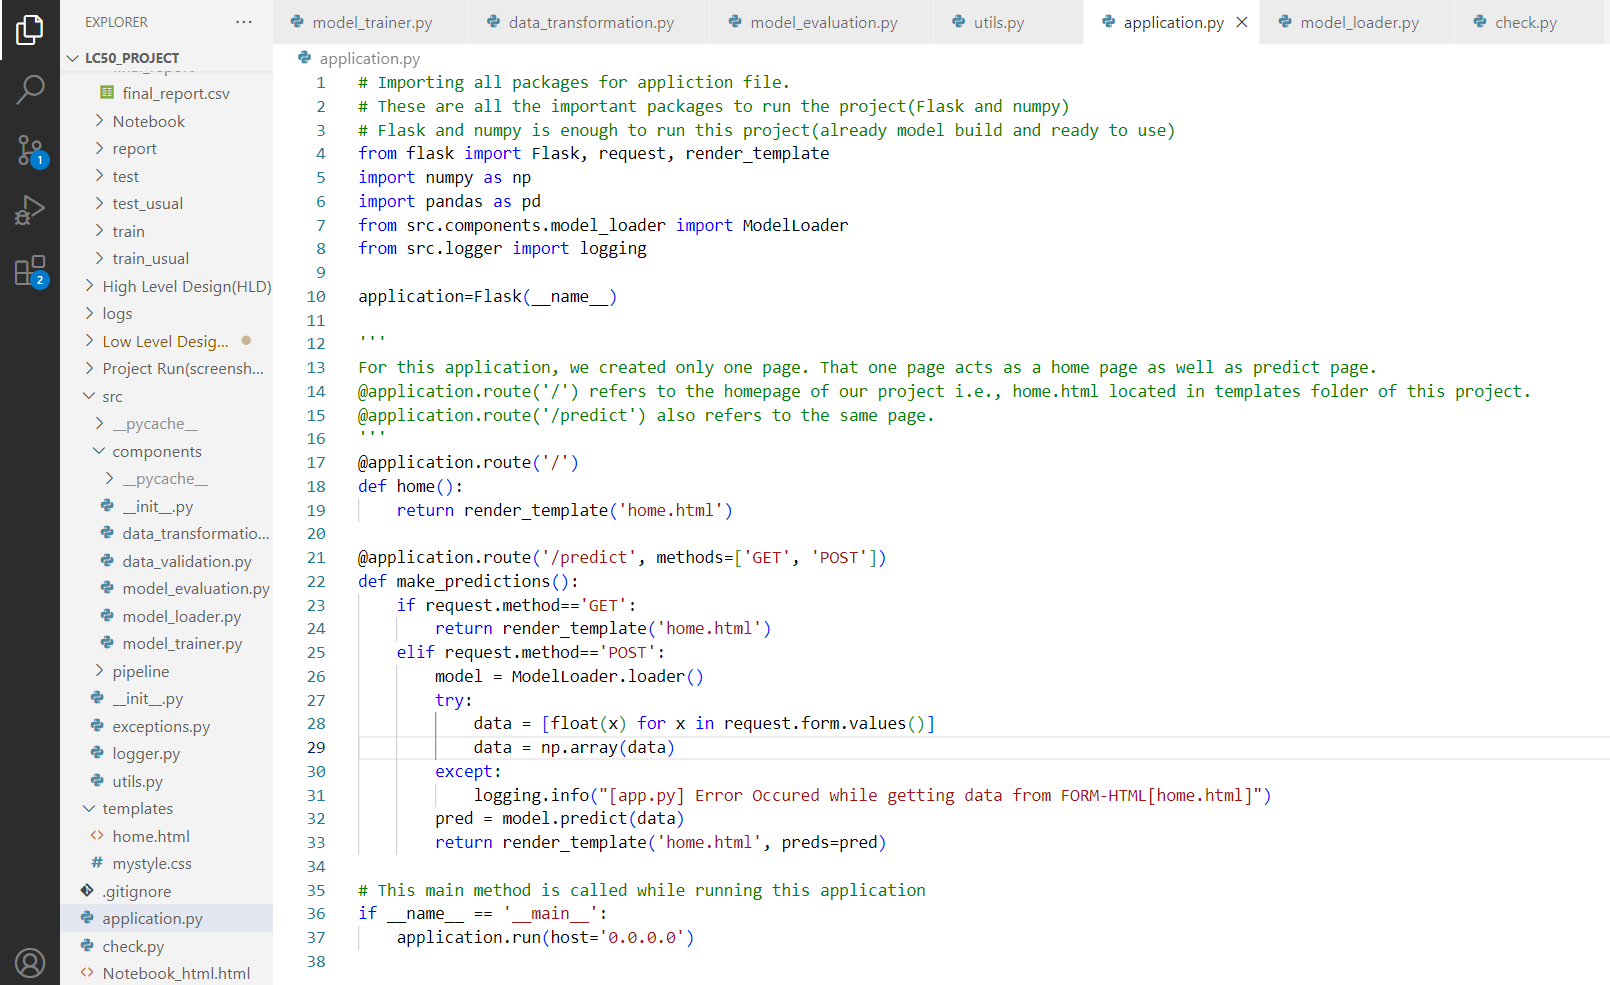 EXPLORER
LC50_PROJECT
final_report.csv
Notebook
report
test
test_usual
train
train_usual
High Level Design(HLD)
logs
Low Level Desig...
Project Run(screensh...
src
__pycache__
components
__pycache__
__init__.py
data_transformatio...
data_validation.py
model_evaluation.py
model_loader.py
model_trainer.py
pipeline
__init__.py
exceptions.py
logger.py
utils.py
templates
home.html
mystyle.css
.gitignore
application.py
check.py
Notebook_html.html
1
2
model_trainer.py
data_transformation.py
model_evaluation.py
utils.py
application.py
model_loader.py
check.py
application.py
1 # Importing all packages for appliction file.
2 # These are all the important packages to run the project(Flask and numpy)
3 # Flask and numpy is enough to run this project(already model build and ready to use)
4 from flask import Flask, request, render_template
5 import numpy as np
6 import pandas as pd
7 from src.components.model_loader import ModelLoader
8 from src.logger import logging
9
10 application=Flask(__name__)
11
12 '''
13 For this application, we created only one page. That one page acts as a home page as well as predict page.
14 @application.route('/') refers to the homepage of our project i.e., home.html located in templates folder of this project.
15 @application.route('/predict') also refers to the same page.
16 '''
17 @application.route('/')
18 def home():
19     return render_template('home.html')
20
21 @application.route('/predict', methods=['GET', 'POST'])
22 def make_predictions():
23     if request.method=='GET':
24         return render_template('home.html')
25     elif request.method=='POST':
26         model = ModelLoader.loader()
27         try:
28             data = [float(x) for x in request.form.values()]
29             data = np.array(data)
30         except:
31             logging.info("[app.py] Error Occured while getting data from FORM-HTML[home.html]")
32         pred = model.predict(data)
33         return render_template('home.html', preds=pred)
34
35 # This main method is called while running this application
36 if __name__ == '__main__':
37     application.run(host='0.0.0.0')
38